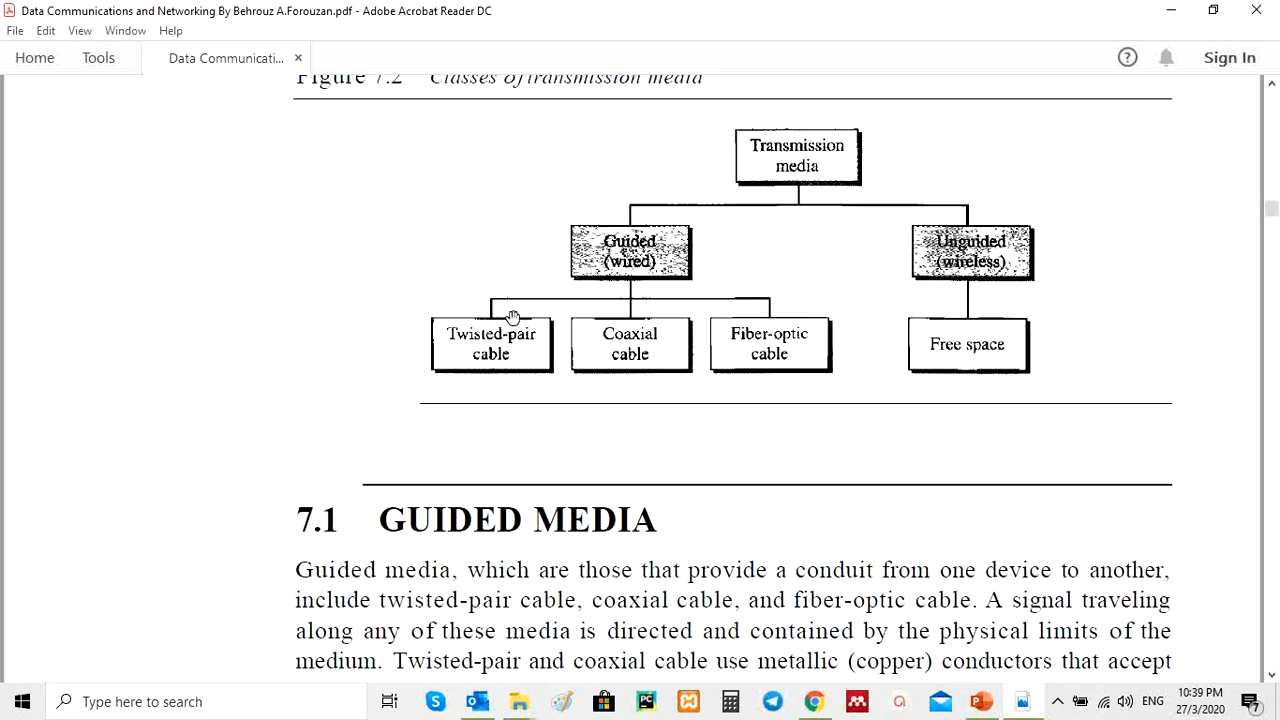 Data Communications and Networking By Behrouz A.Forouzan.pdf - Adobe Acrobat Reader DC
File Edit View Window Help
Home Tools Data Communicati... × Sign In
Figure 7.2 Classes of transmission media
Transmission
media
Guided
(wired)
Unguided
(wireless)
Twisted-pair
cable
Coaxial
cable
Fiber-optic
cable
Free space
7.1 GUIDED MEDIA
Guided media, which are those that provide a conduit from one device to another,
include twisted-pair cable, coaxial cable, and fiber-optic cable. A signal traveling
along any of these media is directed and contained by the physical limits of the
medium. Twisted-pair and coaxial cable use metallic (copper) conductors that accept
Type here to search
ENG
10:39 PM
27/3/2020
7